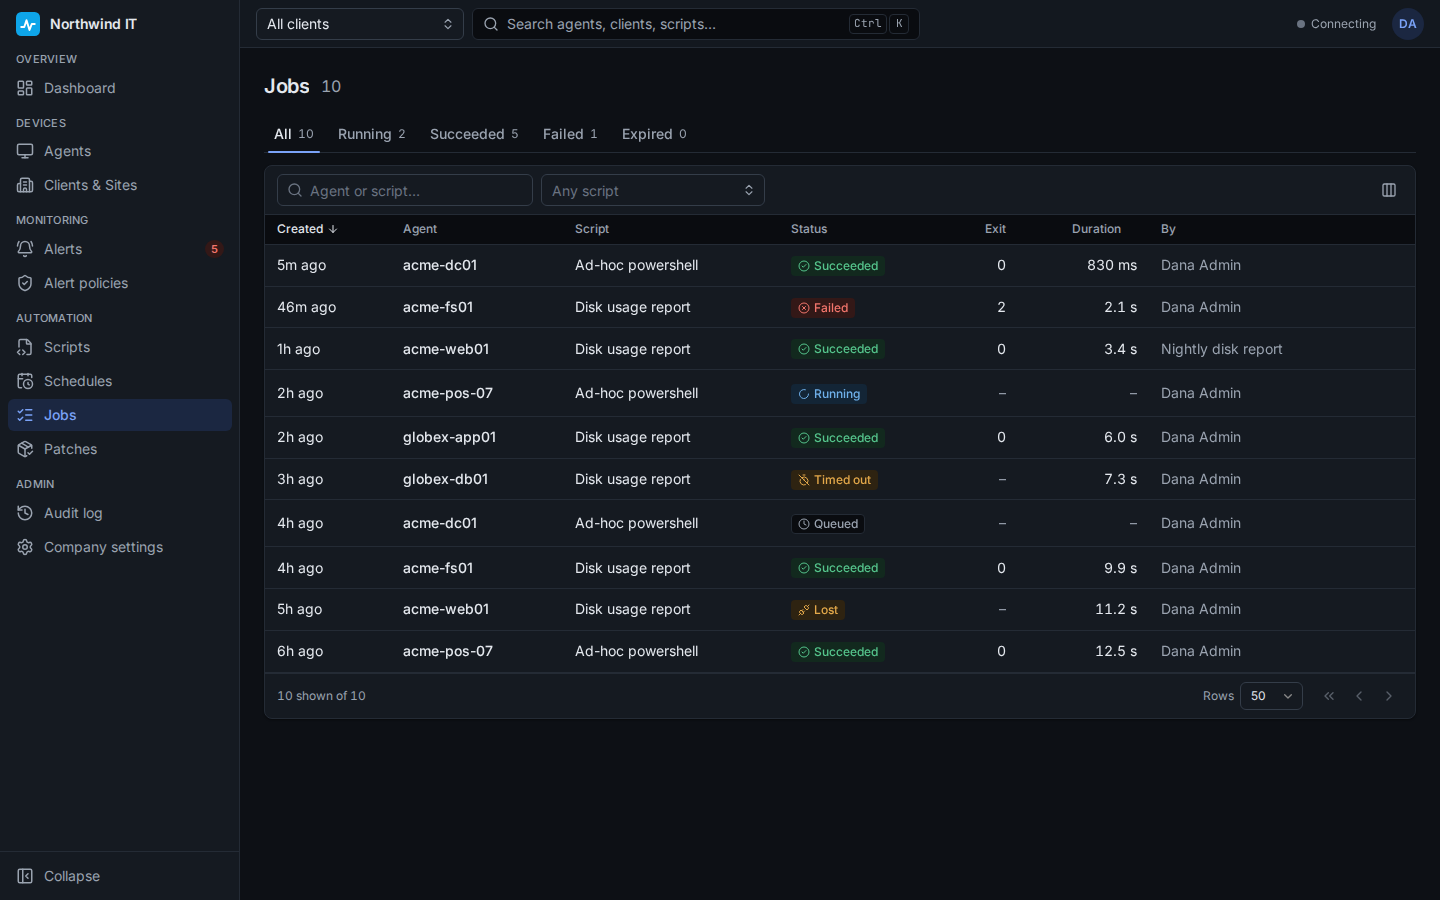 Northwind IT
All clients
Search agents, clients, scripts...
Ctrl K
Connecting
DA
OVERVIEW
Dashboard
DEVICES
Agents
Clients & Sites
MONITORING
Alerts 5
Alert policies
AUTOMATION
Scripts
Schedules
Jobs
Patches
ADMIN
Audit log
Company settings
Collapse
Jobs 10
All 10 Running 2 Succeeded 5 Failed 1 Expired 0
Agent or script... Any script
Created Agent Script Status Exit Duration By
5m ago acme-dc01 Ad-hoc powershell Succeeded 0 830 ms Dana Admin
46m ago acme-fs01 Disk usage report Failed 2 2.1 s Dana Admin
1h ago acme-web01 Disk usage report Succeeded 0 3.4 s Nightly disk report
2h ago acme-pos-07 Ad-hoc powershell Running – – Dana Admin
2h ago globex-app01 Disk usage report Succeeded 0 6.0 s Dana Admin
3h ago globex-db01 Disk usage report Timed out – 7.3 s Dana Admin
4h ago acme-dc01 Ad-hoc powershell Queued – – Dana Admin
4h ago acme-fs01 Disk usage report Succeeded 0 9.9 s Dana Admin
5h ago acme-web01 Disk usage report Lost – 11.2 s Dana Admin
6h ago acme-pos-07 Ad-hoc powershell Succeeded 0 12.5 s Dana Admin
10 shown of 10 Rows 50